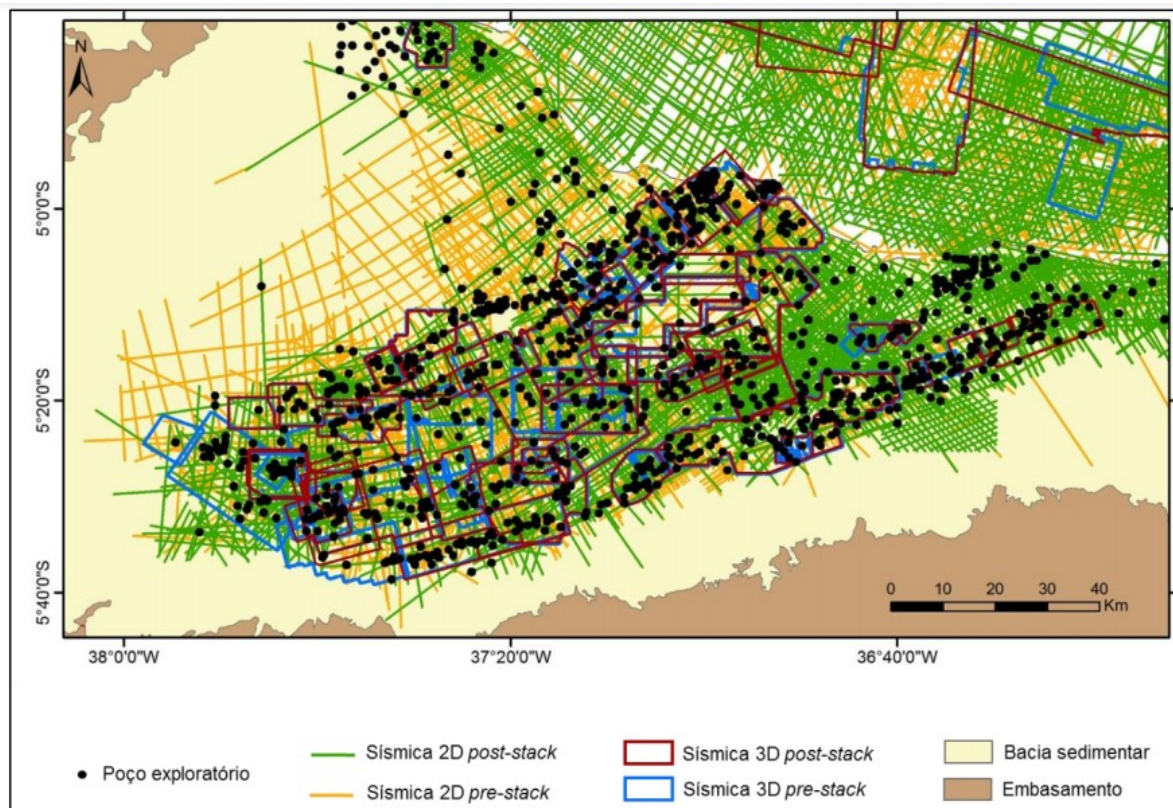 N
5°0'0"S
5°20'0"S
5°40'0"S
0 10 20 30 40
Km
38°0'0"W 37°20'0"W 36°40'0"W
Poço exploratório
Sísmica 2D post-stack
Sísmica 2D pre-stack
Sísmica 3D post-stack
Sísmica 3D pre-stack
Bacia sedimentar
Embasamento